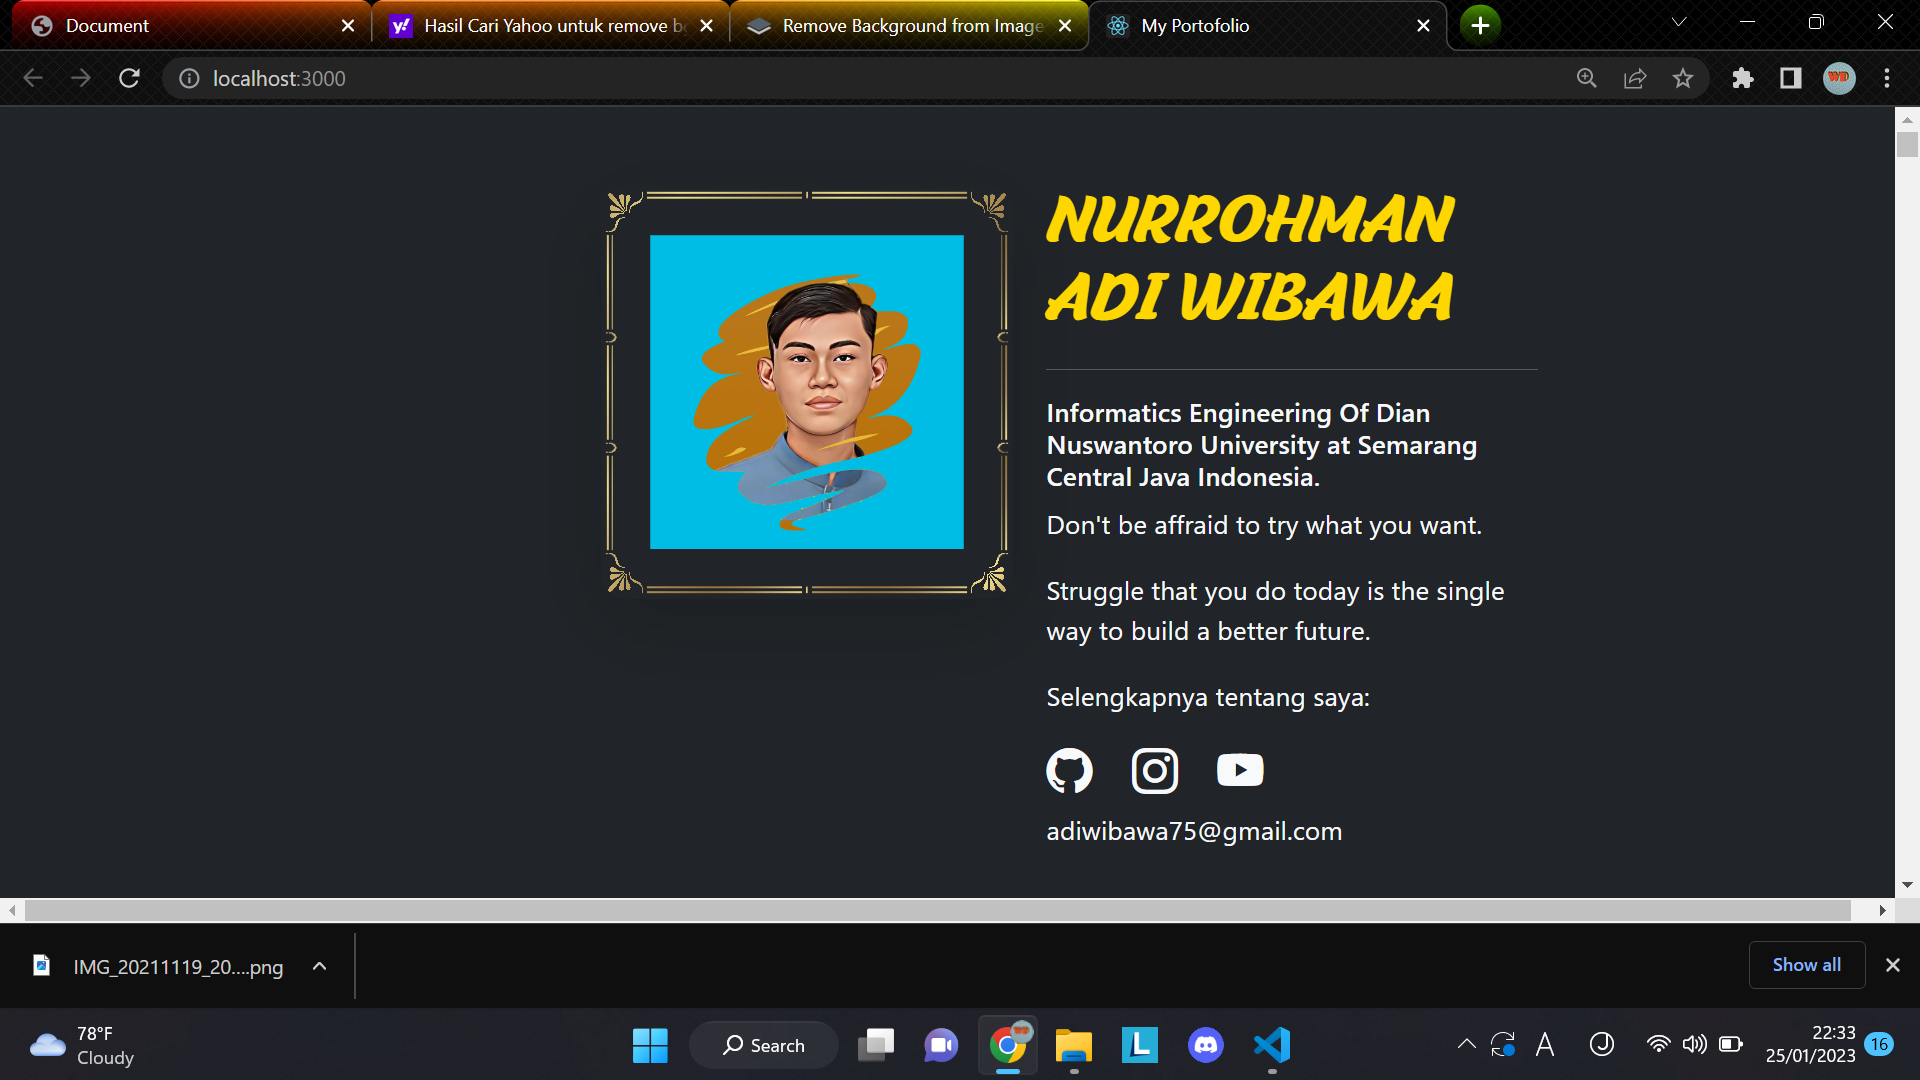 Document
Hasil Cari Yahoo untuk remove b
Remove Background from Image
My Portofolio
localhost:3000
NURROHMAN
ADI WIBAWA
Informatics Engineering Of Dian
Nuswantoro University at Semarang
Central Java Indonesia.
Don't be affraid to try what you want.
Struggle that you do today is the single
way to build a better future.
Selengkapnya tentang saya:
adiwibawa75@gmail.com
IMG_20211119_20....png
Show all
78°F
Cloudy
Search
22:33
25/01/2023
16